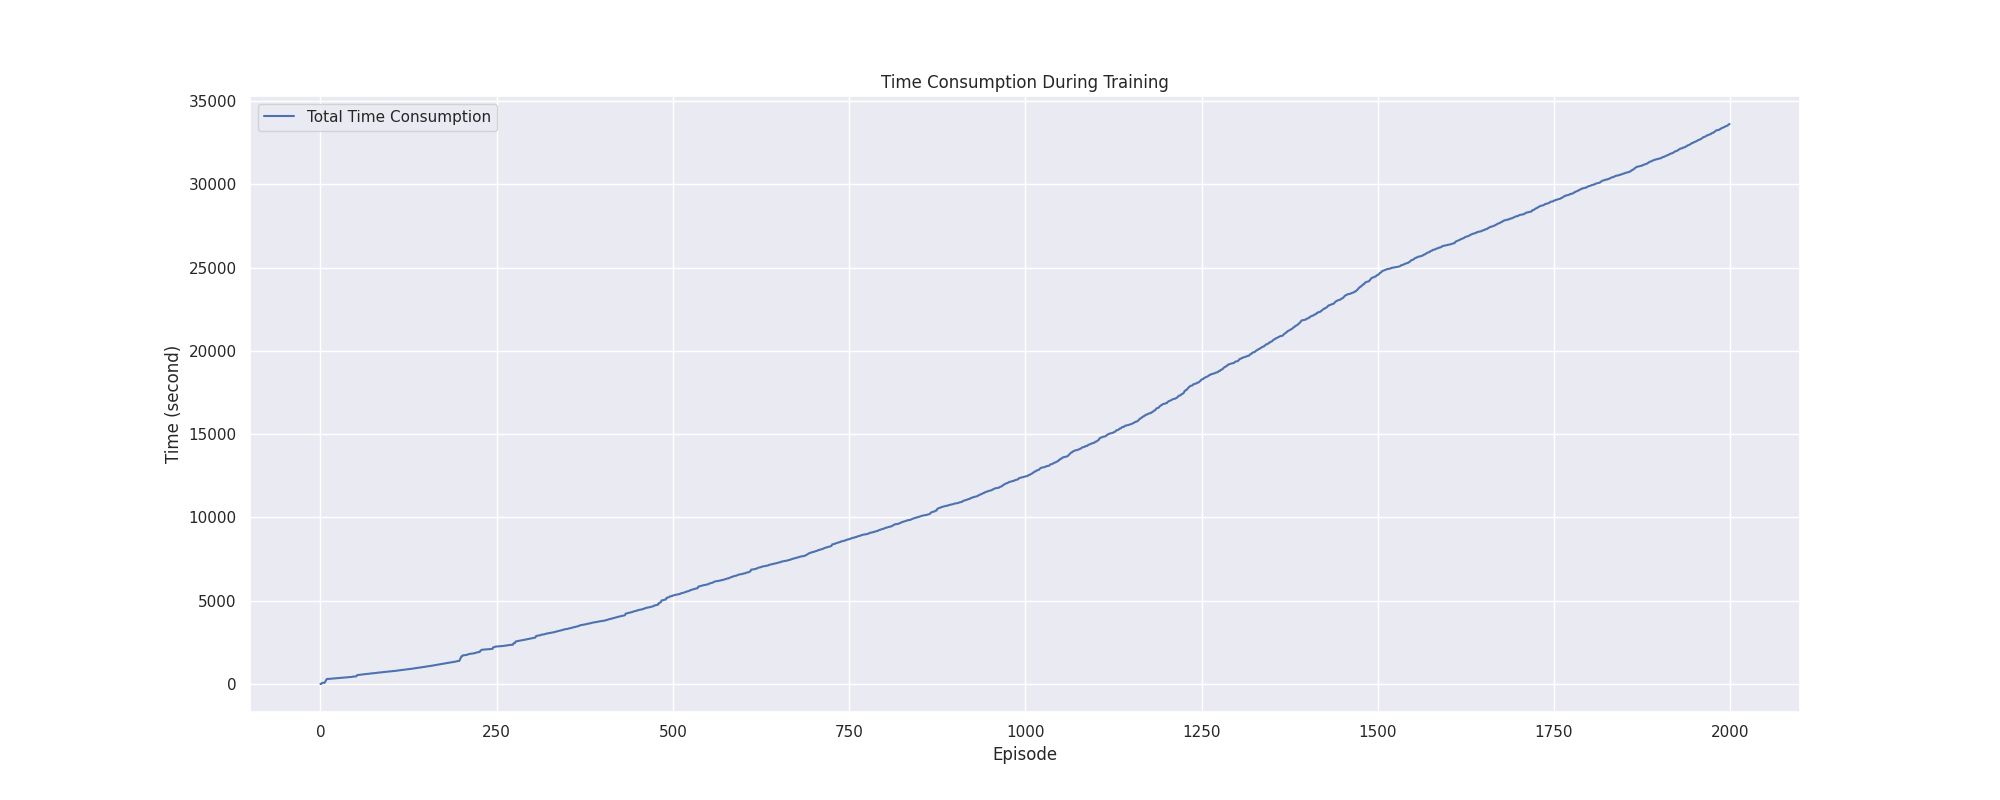 Time Consumption During Training
Total Time Consumption
35000
30000
25000
20000
15000
10000
5000
0
Time (second)
0 250 500 750 1000 1250 1500 1750 2000
Episode